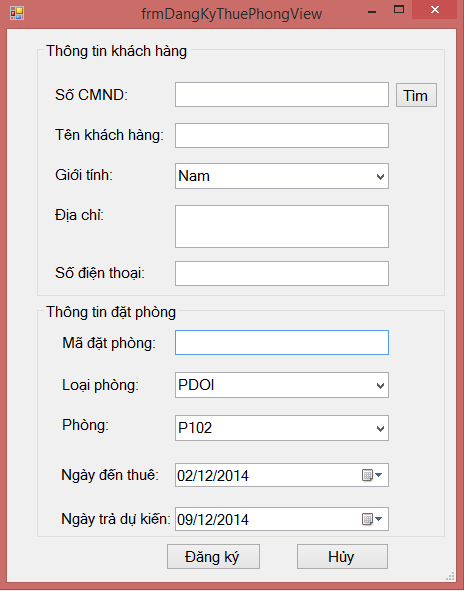 frmDangKyThuePhongView
Thông tin khách hàng
Số CMND:
Tìm
Tên khách hàng:
Giới tính:
Nam
Địa chỉ:
Số điện thoại:
Thông tin đặt phòng
Mã đặt phòng:
Loại phòng:
PDOI
Phòng:
P102
Ngày đến thuê:
02/12/2014
Ngày trả dự kiến:
09/12/2014
Đăng ký
Hủy